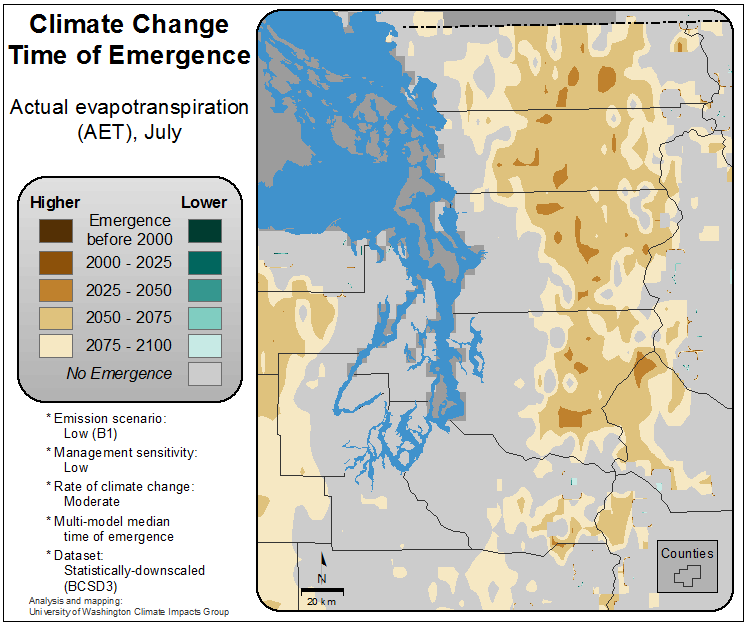 Climate Change
Time of Emergence
Actual evapotranspiration
(AET), July
Higher Lower
Emergence
before 2000
2000 - 2025
2025 - 2050
2050 - 2075
2075 - 2100
No Emergence
* Emission scenario:
Low (B1)
* Management sensitivity:
Low
* Rate of climate change:
Moderate
* Multi-model median
time of emergence
* Dataset:
Statistically-downscaled
(BCSD3)
Analysis and mapping:
University of Washington Climate Impacts Group
N
20 km
Counties